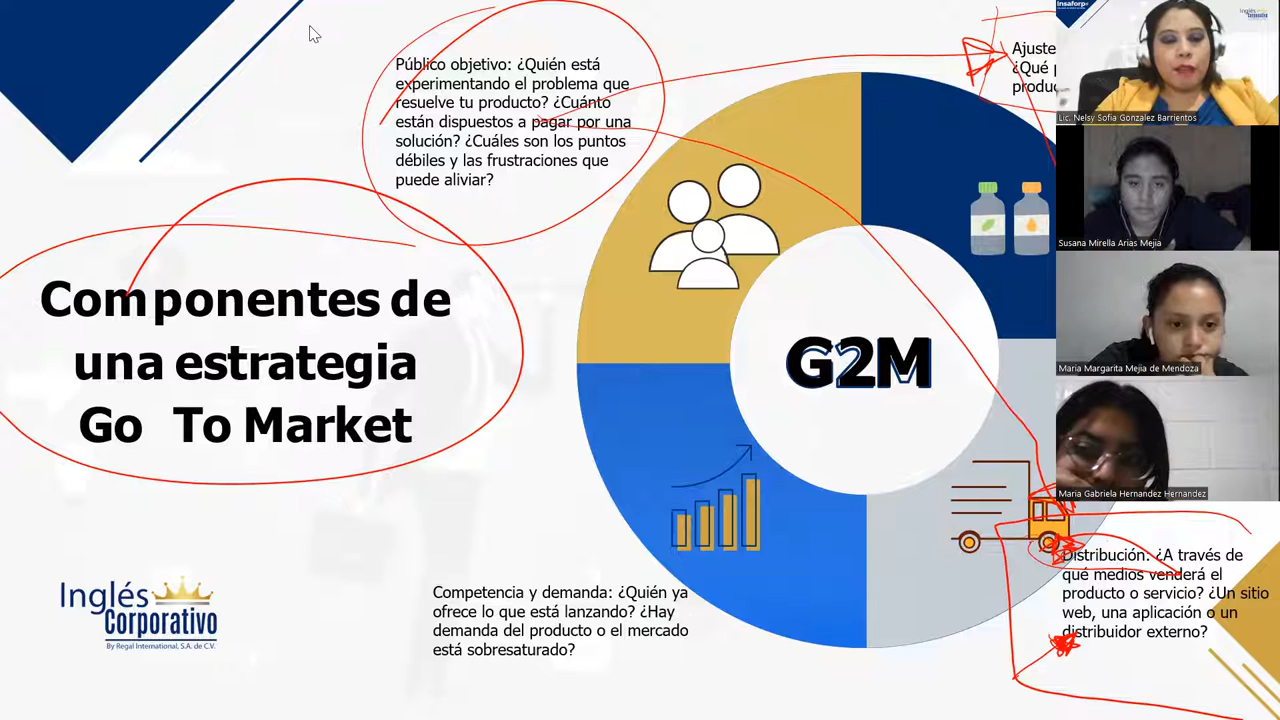 Público objetivo: ¿Quién está
experimentando el problema que
resuelve tu producto? ¿Cuánto
están dispuestos a pagar por una
solución? ¿Cuáles son los puntos
débiles y las frustraciones que
puede aliviar?
Ajuste
¿Qué
Insaforp
Lic. Nelsy Sofia Gonzalez Barrientos
Susana Mirella Arias Mejia
Maria Margarita Mejia de Mendoza
Maria Gabriela Hernandez Hernandez
Componentes de
una estrategia
Go To Market
G2M
Competencia y demanda: ¿Quién ya
ofrece lo que está lanzando? ¿Hay
demanda del producto o el mercado
está sobresaturado?
Distribución: ¿A través de
qué medios venderá el
producto o servicio? ¿Un sitio
web, una aplicación o un
distribuidor externo?
Inglés
Corporativo
By Regal International, S.A. de C.V.